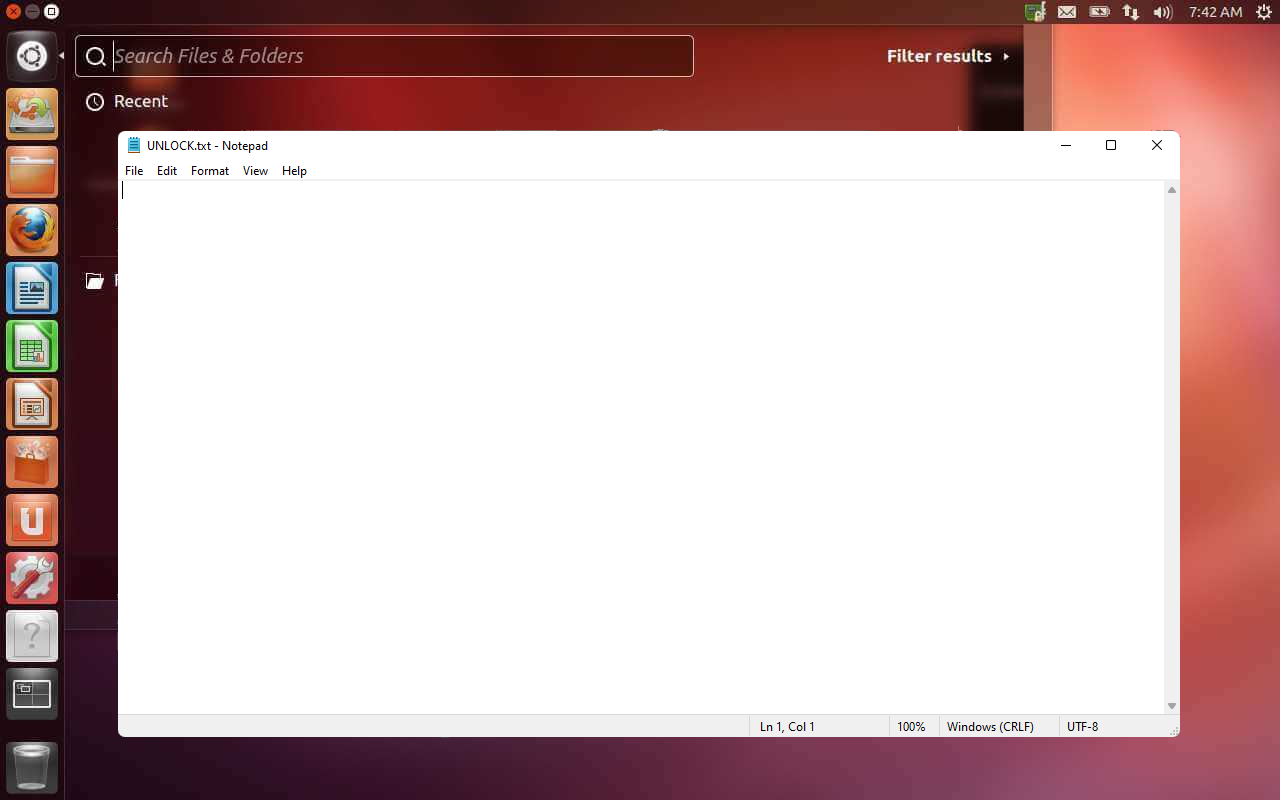 7:42 AM
Search Files & Folders
Filter results
Recent
UNLOCK.txt - Notepad
File Edit Format View Help
Ln 1, Col 1
100%
Windows (CRLF)
UTF-8